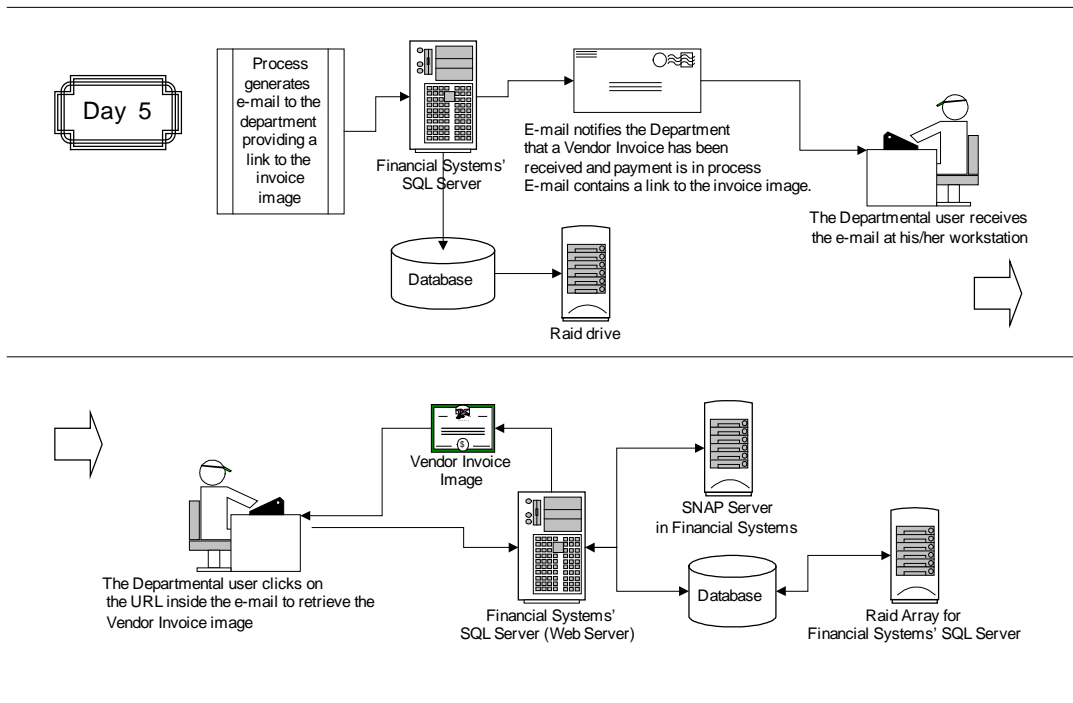 Day 5
Process
generates
e-mail to the
department
providing a
link to the
invoice
image
Financial Systems'
SQL Server
E-mail notifies the Department
that a Vendor Invoice has been
received and payment is in process
E-mail contains a link to the invoice image.
The Departmental user receives
the e-mail at his/her workstation
Database
Raid drive
Vendor Invoice
Image
$
SNAP Server
in Financial Systems
The Departmental user clicks on
the URL inside the e-mail to retrieve the
Vendor Invoice image
Financial Systems'
SQL Server (Web Server)
Database
Raid Array for
Financial Systems' SQL Server